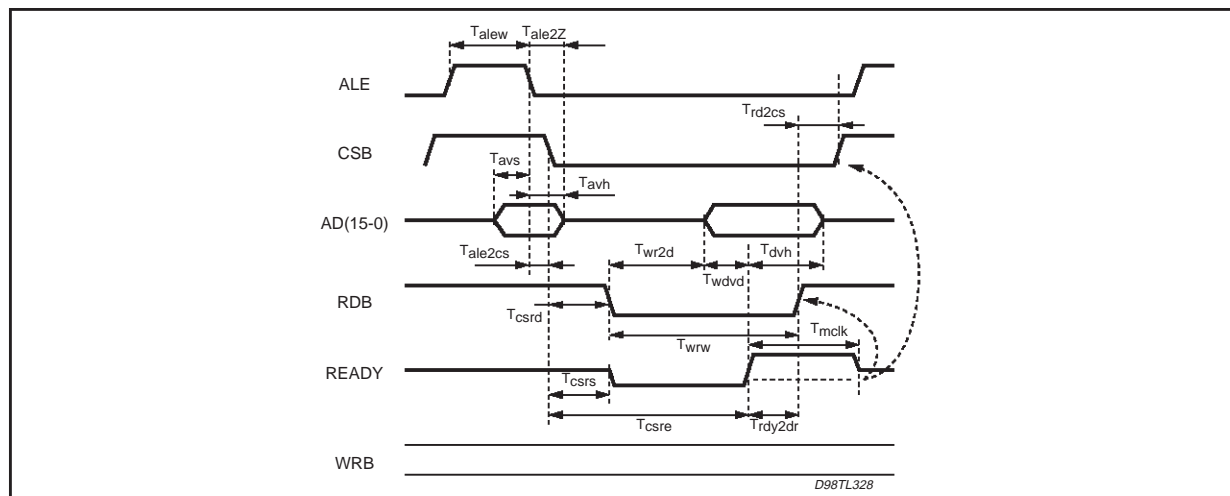 Talew Tale2Z
ALE
Trd2cs
CSB
Tavs
Tavh
AD(15-0)
Tale2cs
Twr2d
Tdvh
Twdvd
RDB
Tcsrd
Tmclk
Twrw
READY
Tcsrs
Tcsre Trdy2dr
WRB
D98TL328